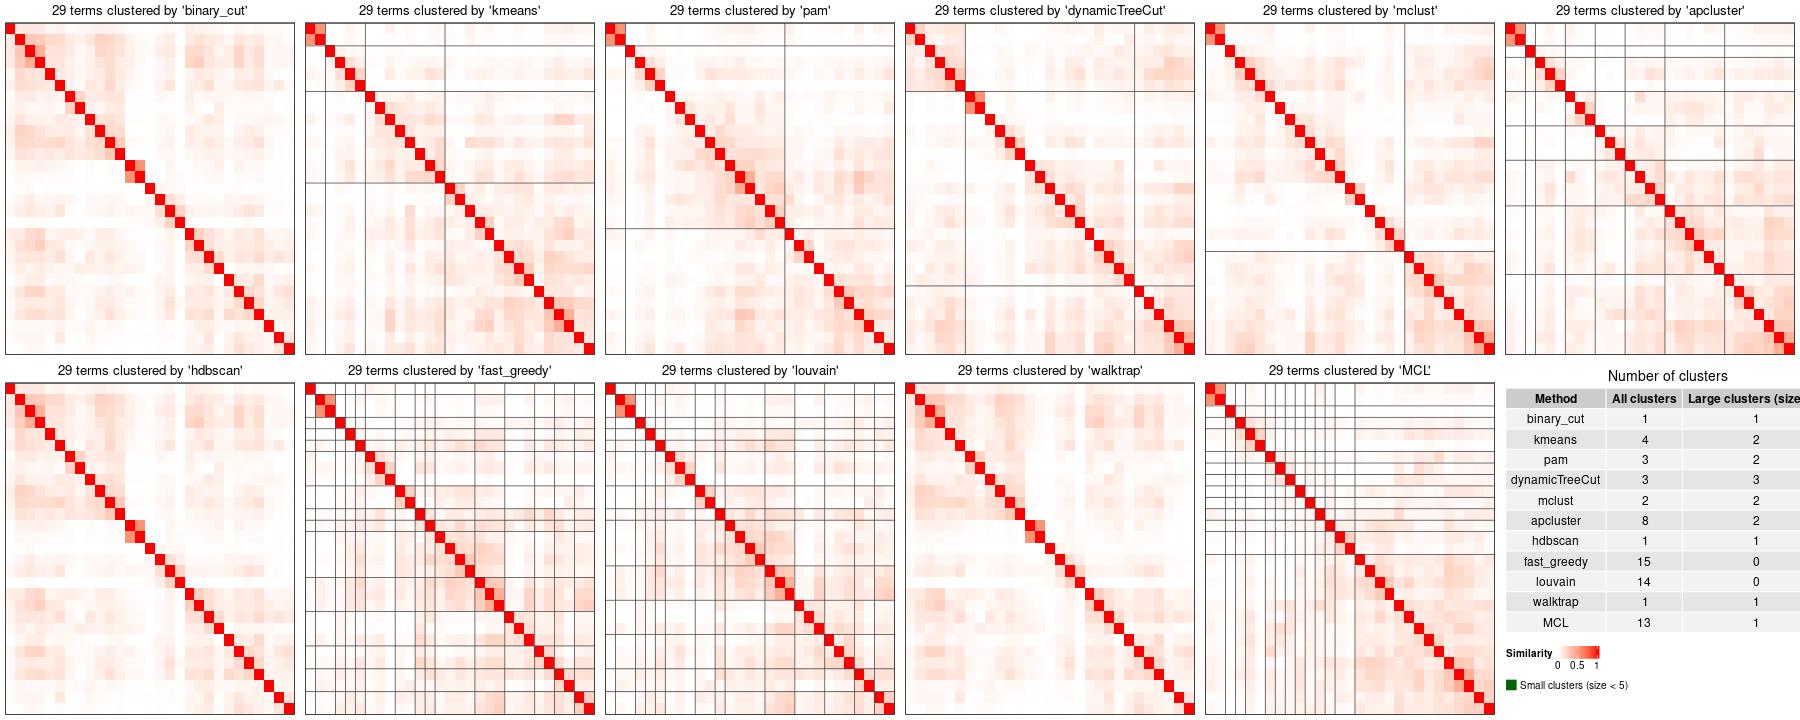 29 terms clustered by 'binary_cut'
29 terms clustered by 'kmeans'
29 terms clustered by 'pam'
29 terms clustered by 'dynamicTreeCut'
29 terms clustered by 'mclust'
29 terms clustered by 'apcluster'
29 terms clustered by 'hdbscan'
29 terms clustered by 'fast_greedy'
29 terms clustered by 'louvain'
29 terms clustered by 'walktrap'
29 terms clustered by 'MCL'
Number of clusters
Method All clusters Large clusters (size
binary_cut 1 1
kmeans 4 2
pam 3 2
dynamicTreeCut 3 3
mclust 2 2
apcluster 8 2
hdbscan 1 1
fast_greedy 15 0
louvain 14 0
walktrap 1 1
MCL 13 1
Similarity
0 0.5 1
Small clusters (size < 5)